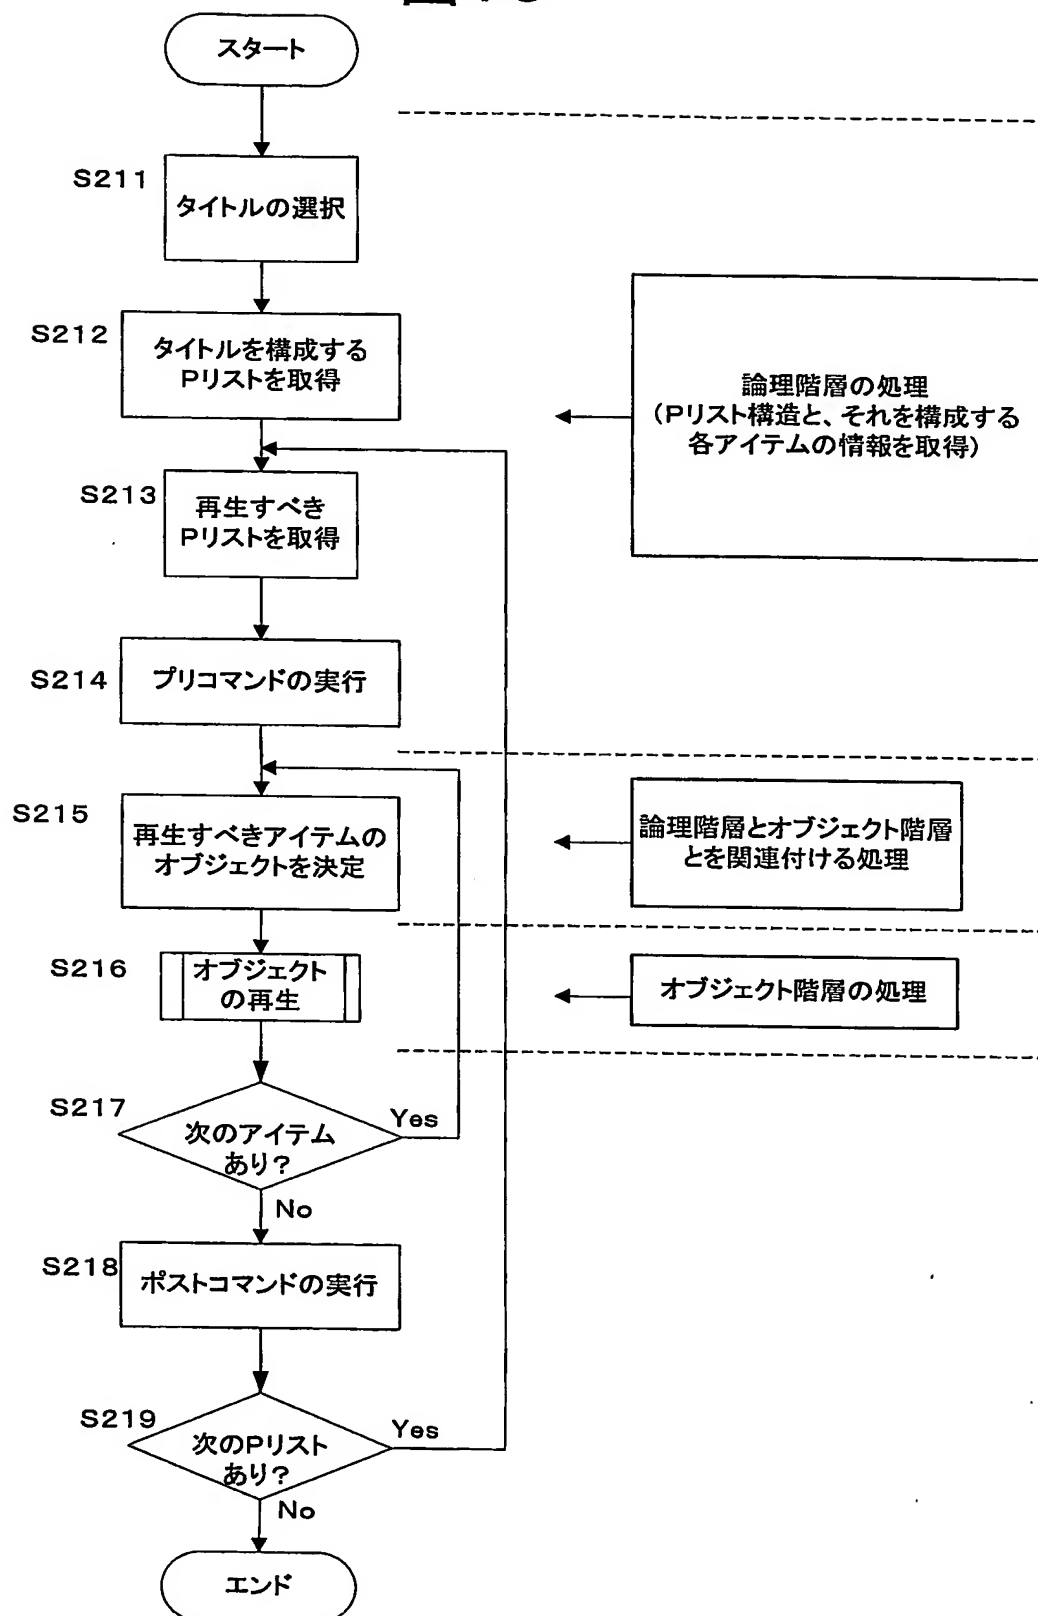 スタート
S211
タイトルの選択
S212
タイトルを構成する
Pリストを取得
論理階層の処理
（Pリスト構造と、それを構成する
各アイテムの情報を取得）
S213
再生すべき
Pリストを取得
S214
プリコマンドの実行
S215
再生すべきアイテムの
オブジェクトを決定
論理階層とオブジェクト階層
とを関連付ける処理
S216
オブジェクト
の再生
オブジェクト階層の処理
S217
次のアイテム
あり？
Yes
No
S218
ポストコマンドの実行
S219
次のPリスト
あり？
Yes
No
エンド